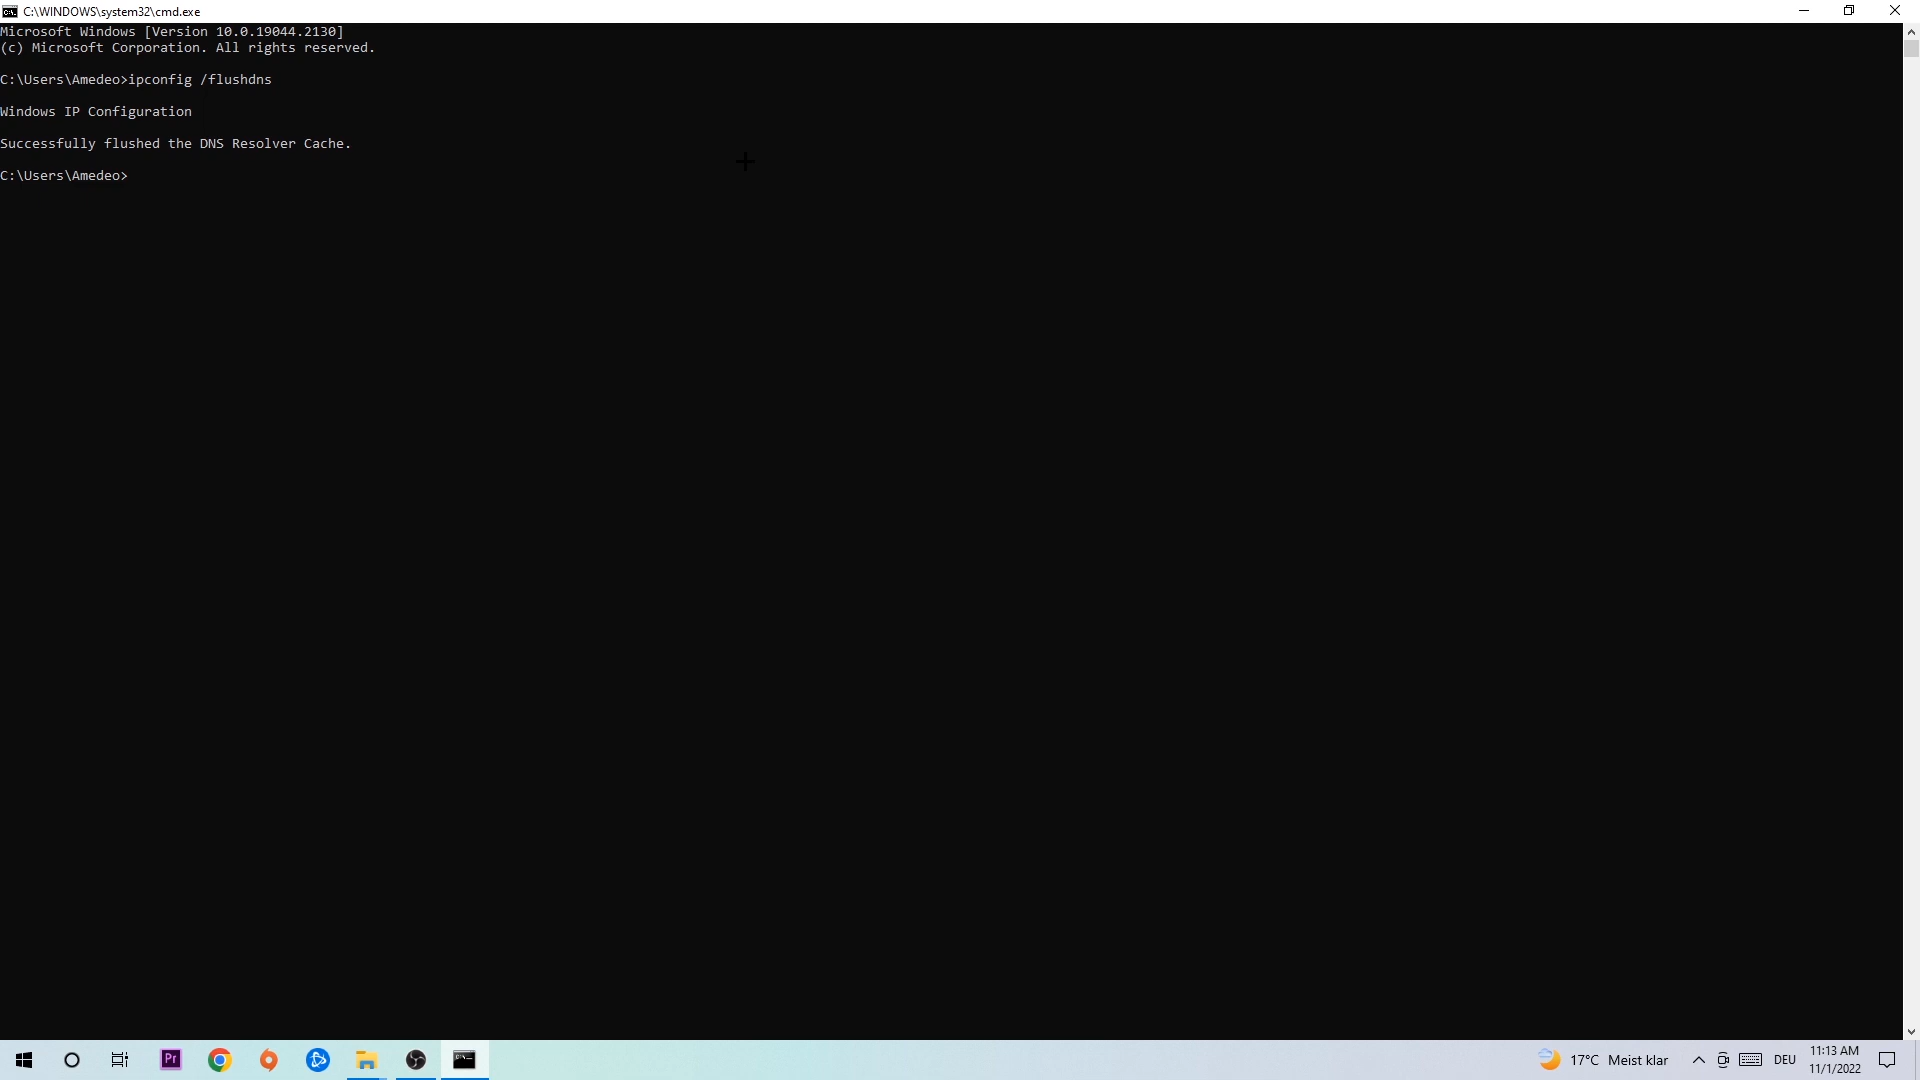 C:\WINDOWS\system32\cmd.exe
Microsoft Windows [Version 10.0.19044.2130]
(c) Microsoft Corporation. All rights reserved.
C:\Users\Amedeo>ipconfig /flushdns
Windows IP Configuration
Successfully flushed the DNS Resolver Cache.
C:\Users\Amedeo>
Pr
17°C Meist klar
DEU
11:13 AM
11/1/2022